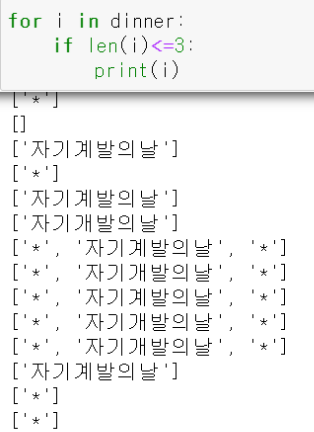 for i in dinner:
    if len(i)<=3:
        print(i)
['*']
[]
['자기계발의날']
['*']
['자기계발의날']
['자기개발의날']
['*', '자기계발의날', '*']
['*', '자기개발의날', '*']
['*', '자기계발의날', '*']
['*', '자기개발의날', '*']
['*', '자기개발의날', '*']
['자기계발의날']
['*']
['*']